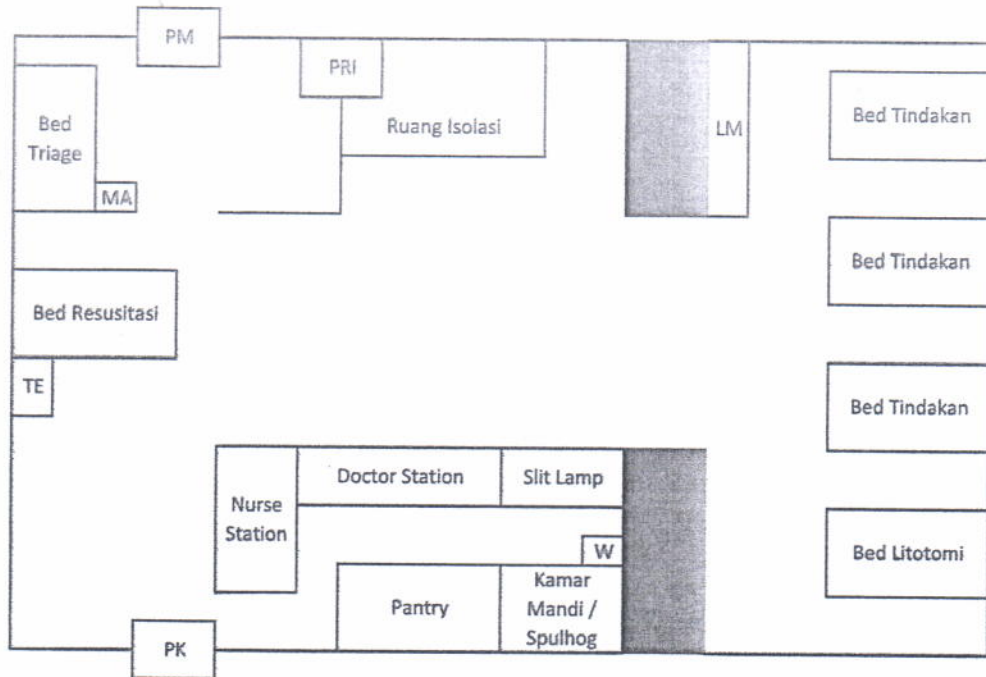 PM
PRI
Bed
Triage
MA
Ruang Isolasi
LM
Bed Tindakan
Bed Tindakan
Bed Resusitasi
TE
Bed Tindakan
Nurse
Station
Doctor Station
Slit Lamp
W
Bed Litotomi
Pantry
Kamar
Mandi /
Spulhog
PK